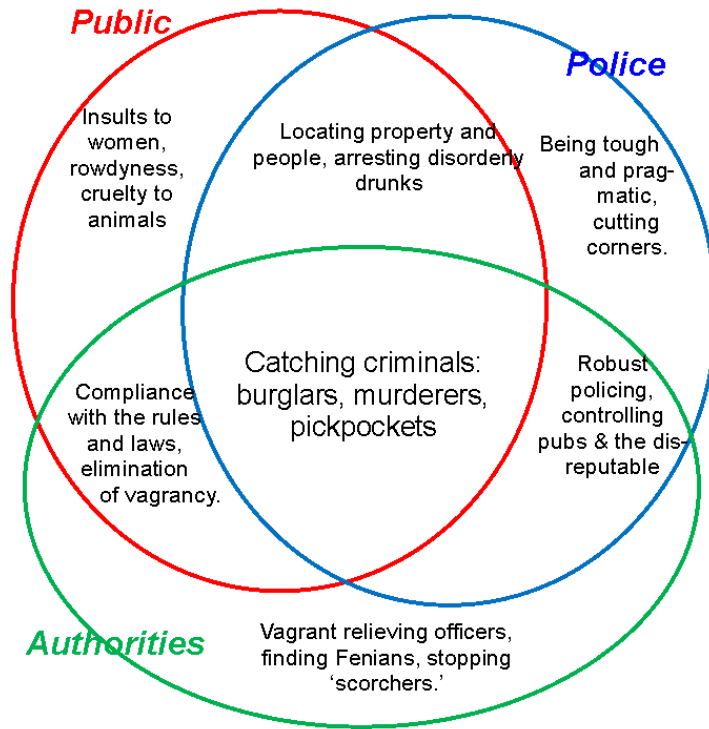 Public
Police
Insults to
women,
rowdyness,
cruelty to
animals
Locating property and
people, arresting disorderly
drunks
Being tough
and prag-
matic,
cutting
corners.
Catching criminals:
burglars, murderers,
pickpockets
Compliance
with the rules
and laws,
elimination
of vagrancy.
Robust
policing,
controlling
pubs & the dis-
reputable
Authorities
Vagrant relieving officers,
finding Fenians, stopping
‘scorchers.’